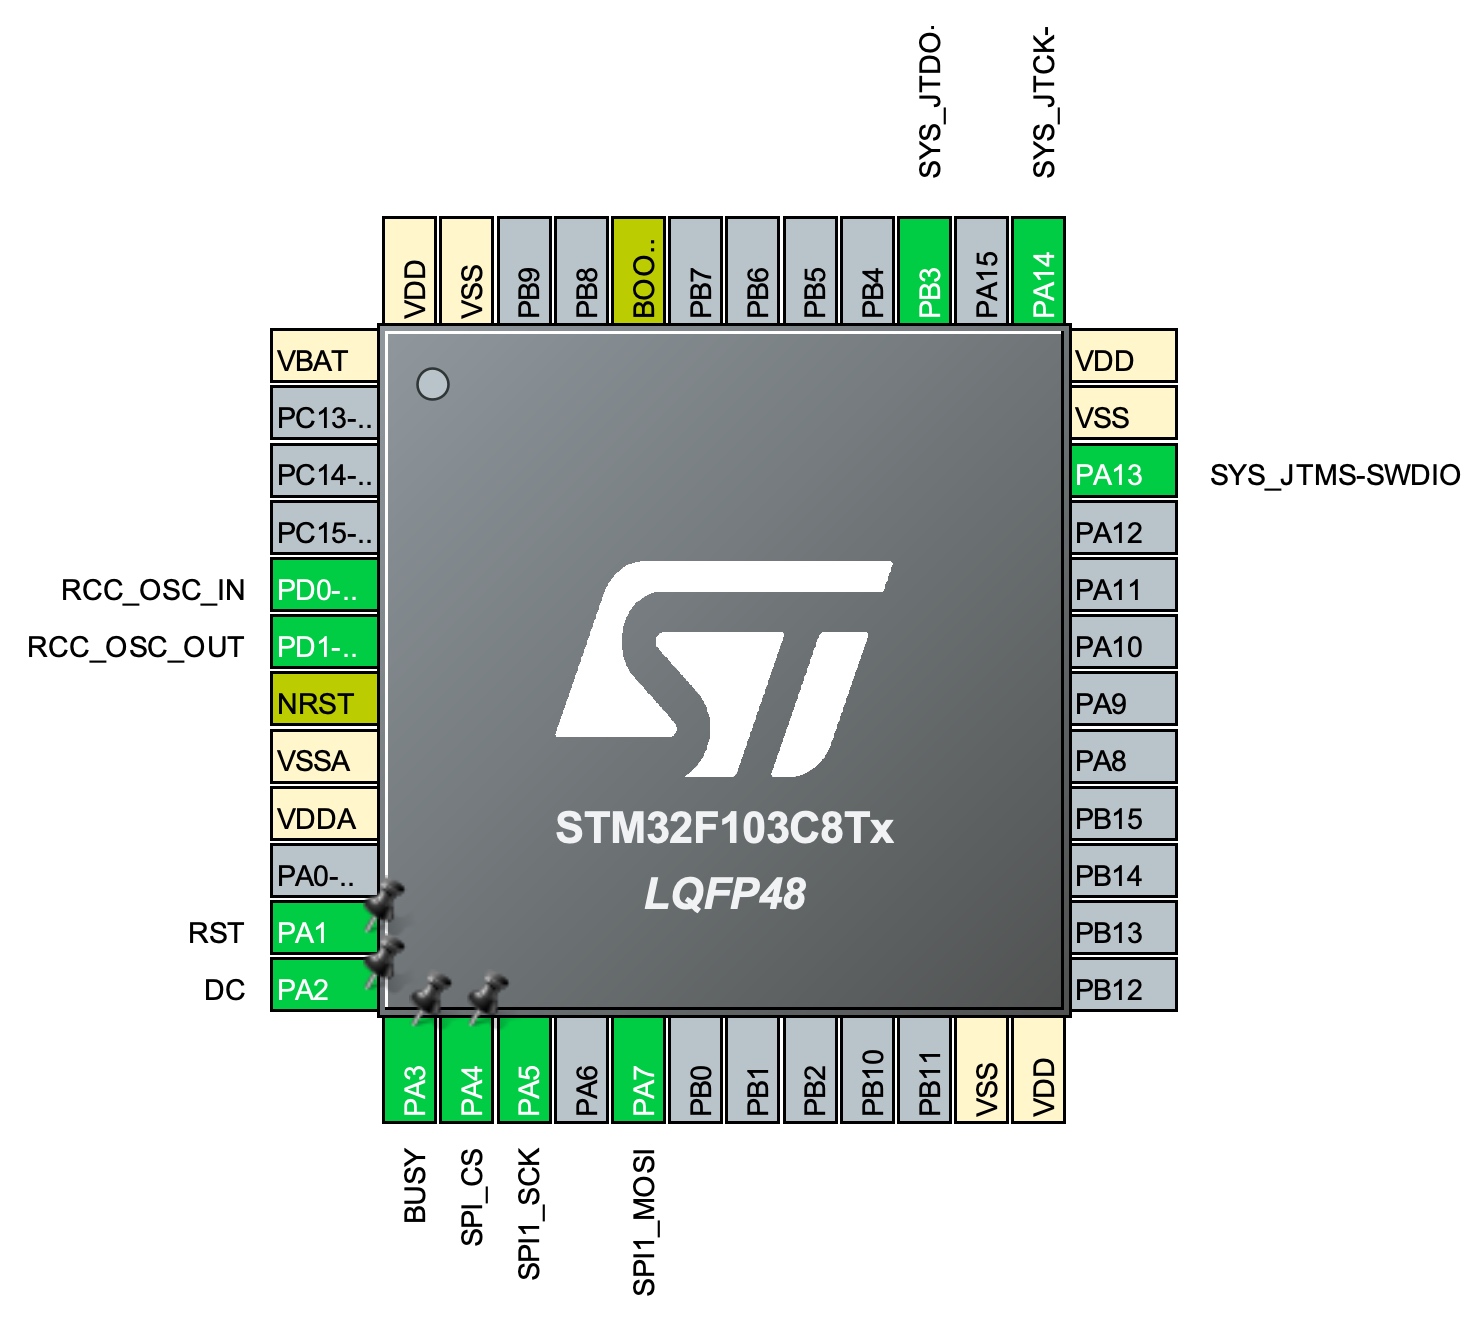 SYS_JTDO-
SYS_JTCK-
VDD
VSS
PB9
PB8
BOO..
PB7
PB6
PB5
PB4
PB3
PA15
PA14
VBAT
PC13-..
PC14-..
PC15-..
RCC_OSC_IN PD0-..
RCC_OSC_OUT PD1-..
NRST
VSSA
VDDA
PA0-..
RST PA1
DC PA2
VDD
VSS
PA13 SYS_JTMS-SWDIO
PA12
PA11
PA10
PA9
PA8
PB15
PB14
PB13
PB12
ST
STM32F103C8Tx
LQFP48
PA3
PA4
PA5
PA6
PA7
PB0
PB1
PB2
PB10
PB11
VSS
VDD
BUSY
SPI_CS
SPI1_SCK
SPI1_MOSI